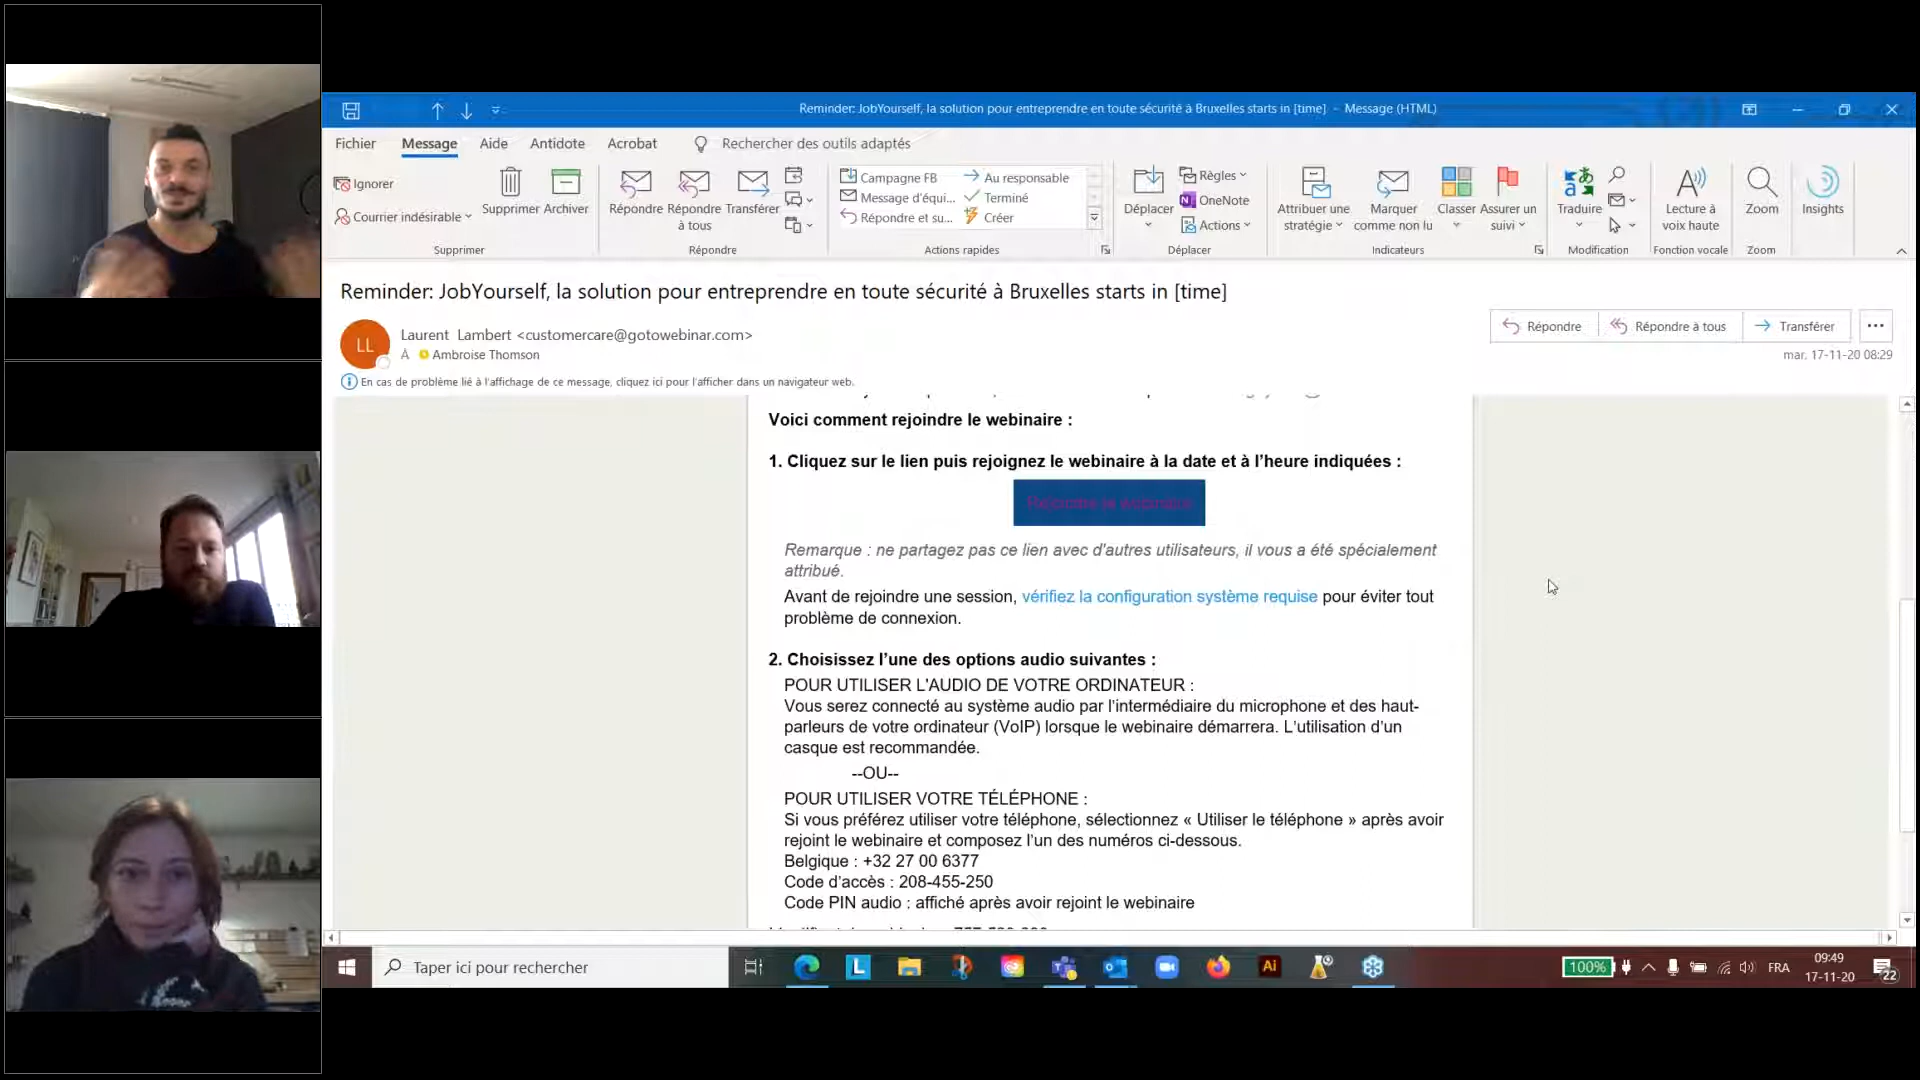 Reminder: JobYourself, la solution pour entreprendre en toute sécurité à Bruxelles starts in [time] - Message (HTML)
Fichier Message Aide Antidote Acrobat Rechercher des outils adaptés
Ignorer
Courrier indésirable
Supprimer Archiver
Supprimer
Répondre Répondre à tous Transférer
Répondre
Campagne FB Au responsable
Message d'équi... Terminé
Répondre et su... Créer
Actions rapides
Déplacer
Règles
OneNote
Actions
Déplacer
Attribuer une stratégie
Marquer comme non lu
Classer
Assurer un suivi
Indicateurs
Traduire
Modification
Lecture à voix haute
Fonction vocale
Zoom
Zoom
Insights
Reminder: JobYourself, la solution pour entreprendre en toute sécurité à Bruxelles starts in [time]
LL
Laurent Lambert <customercare@gotowebinar.com>
À Ambroise Thomson
Répondre Répondre à tous Transférer
mar. 17-11-20 08:29
En cas de problème lié à l'affichage de ce message, cliquez ici pour l'afficher dans un navigateur web.
Voici comment rejoindre le webinaire :
1. Cliquez sur le lien puis rejoignez le webinaire à la date et à l'heure indiquées :
Rejoindre le webinaire
Remarque : ne partagez pas ce lien avec d'autres utilisateurs, il vous a été spécialement
attribué.
Avant de rejoindre une session, vérifiez la configuration système requise pour éviter tout
problème de connexion.
2. Choisissez l'une des options audio suivantes :
POUR UTILISER L'AUDIO DE VOTRE ORDINATEUR :
Vous serez connecté au système audio par l'intermédiaire du microphone et des haut-
parleurs de votre ordinateur (VoIP) lorsque le webinaire démarrera. L'utilisation d'un
casque est recommandée.
--OU--
POUR UTILISER VOTRE TÉLÉPHONE :
Si vous préférez utiliser votre téléphone, sélectionnez « Utiliser le téléphone » après avoir
rejoint le webinaire et composez l'un des numéros ci-dessous.
Belgique : +32 27 00 6377
Code d'accès : 208-455-250
Code PIN audio : affiché après avoir rejoint le webinaire
Taper ici pour rechercher
L
Ai
100%
FRA
09:49
17-11-20
22